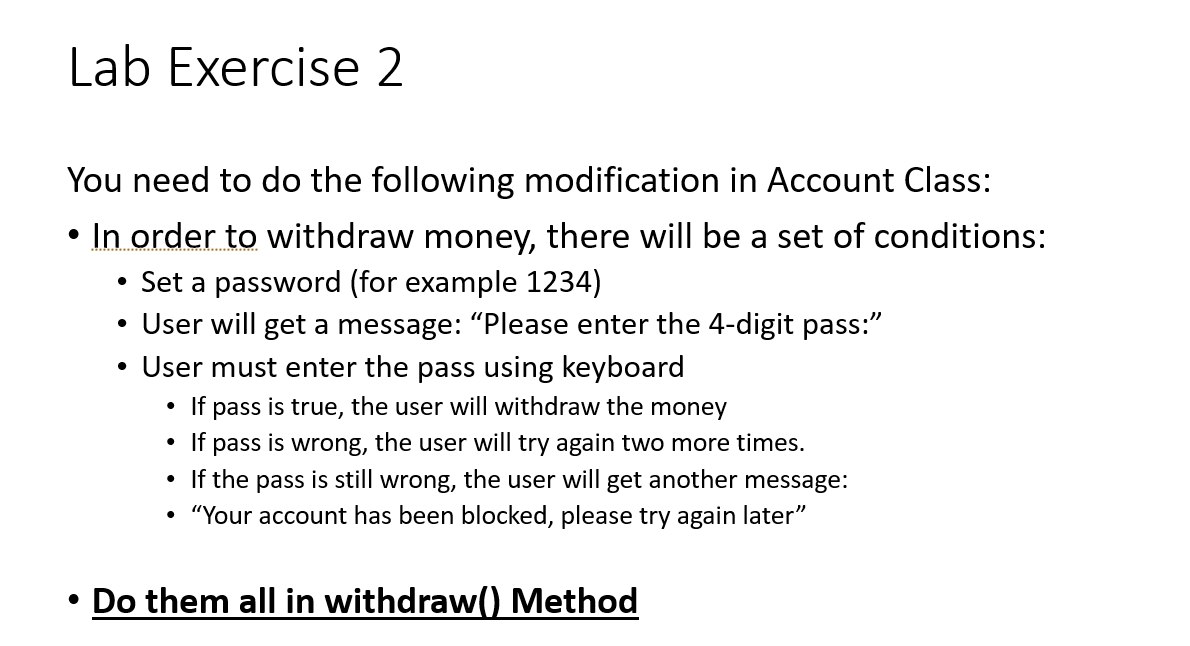 Lab Exercise 2
You need to do the following modification in Account Class:
• In order to withdraw money, there will be a set of conditions:
• Set a password (for example 1234)
• User will get a message: “Please enter the 4-digit pass:”
• User must enter the pass using keyboard
• If pass is true, the user will withdraw the money
• If pass is wrong, the user will try again two more times.
• If the pass is still wrong, the user will get another message:
• “Your account has been blocked, please try again later”
• Do them all in withdraw() Method